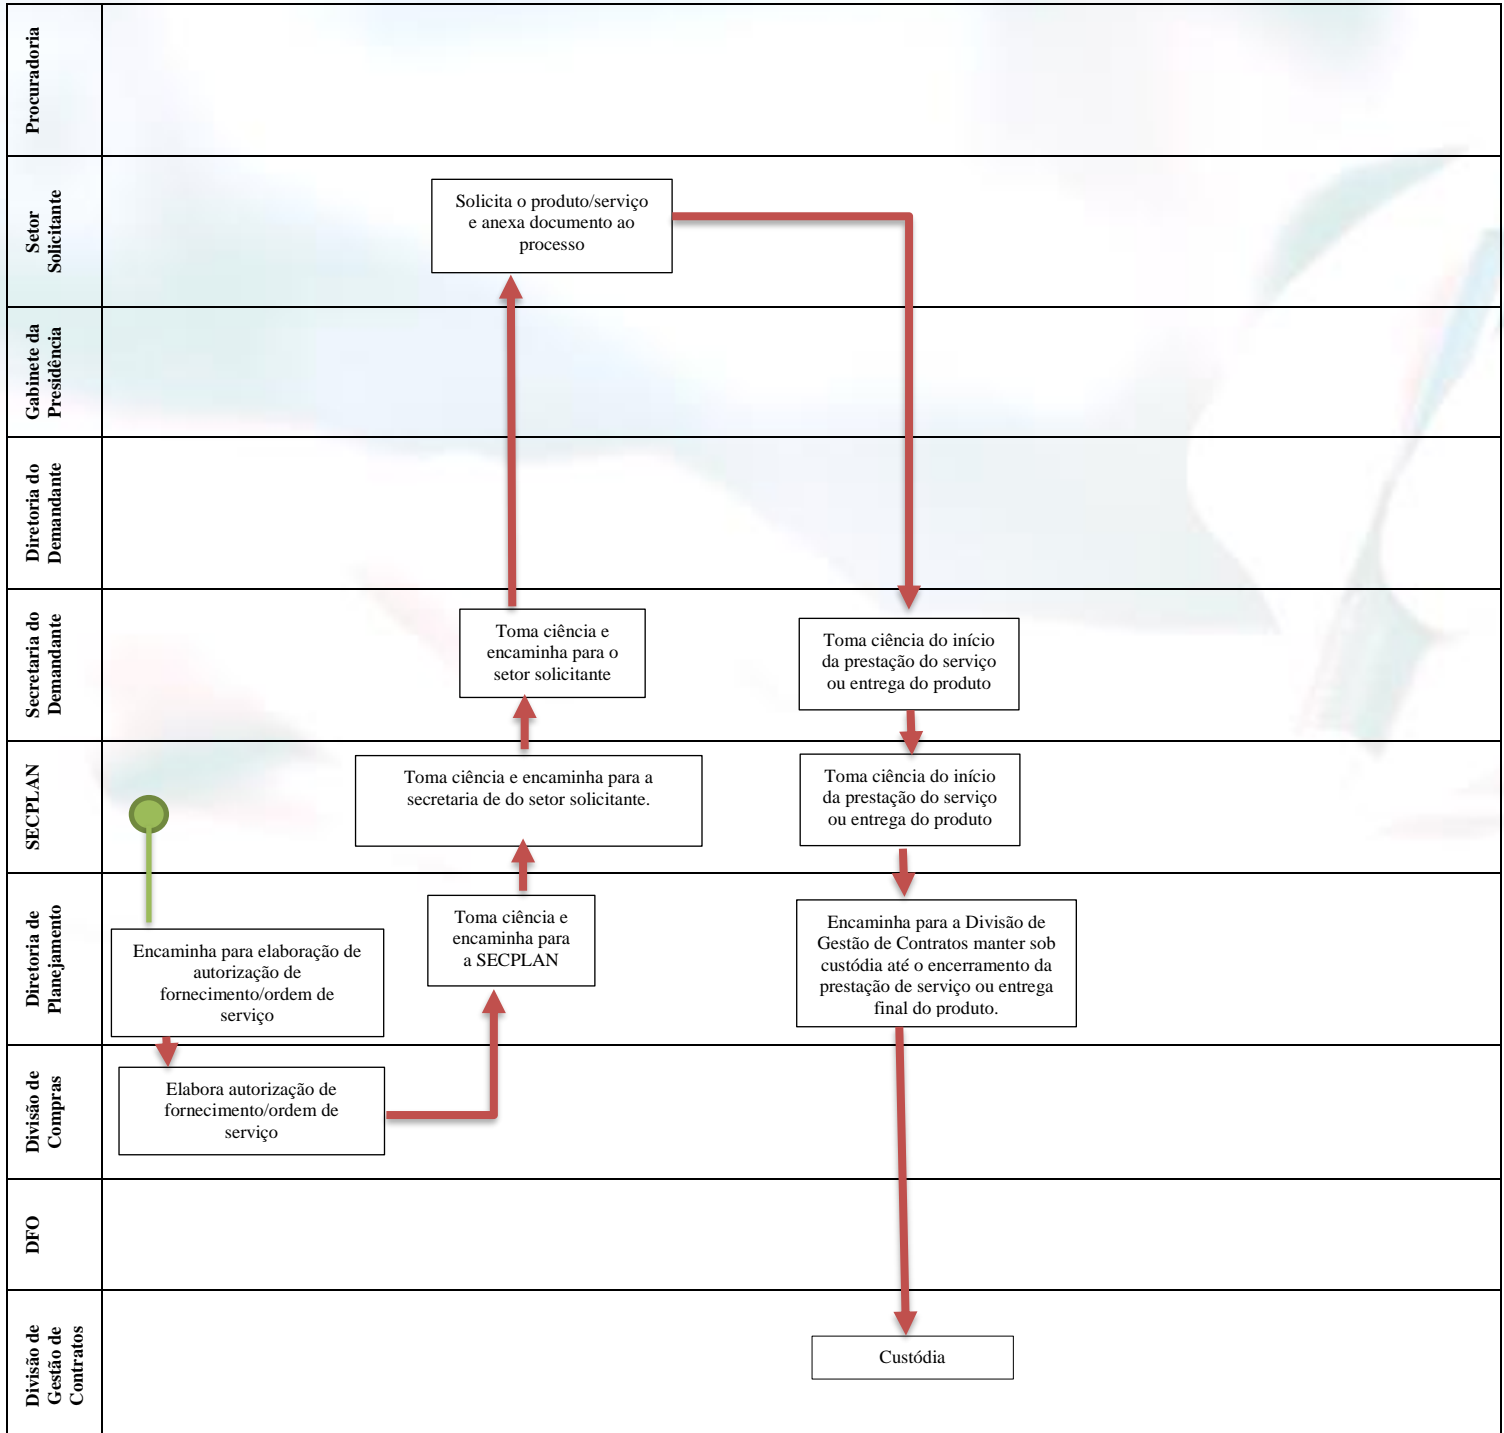 Procuradoria
Setor
Solicitante
Solicita o produto/serviço
e anexa documento ao
processo
Gabinete da
Presidência
Diretoria do
Demandante
Secretaria do
Demandante
Toma ciência e
encaminha para o
setor solicitante
Toma ciência do início
da prestação do serviço
ou entrega do produto
SECPLAN
Toma ciência e encaminha para a
secretaria de do setor solicitante.
Toma ciência do início
da prestação do serviço
ou entrega do produto
Diretoria de
Planejamento
Encaminha para elaboração de
autorização de
fornecimento/ordem de
serviço
Toma ciência e
encaminha para
a SECPLAN
Encaminha para a Divisão de
Gestão de Contratos manter sob
custódia até o encerramento da
prestação de serviço ou entrega
final do produto.
Divisão de
Compras
Elabora autorização de
fornecimento/ordem de
serviço
DFO
Divisão de
Gestão de
Contratos
Custódia